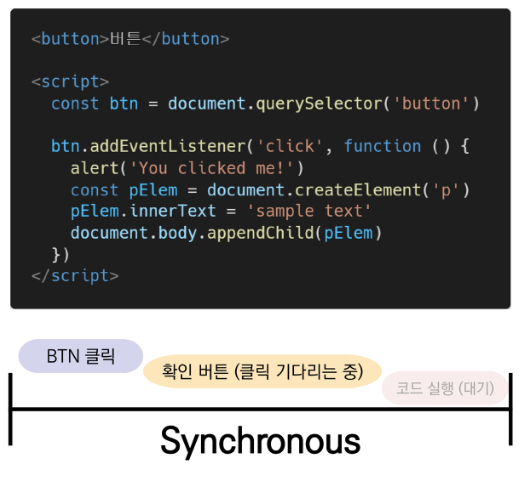 <button>버튼</button>
<script>
const btn = document.querySelector('button')
btn.addEventListener('click', function () {
alert('You clicked me!')
const pElem = document.createElement('p')
pElem.innerText = 'sample text'
document.body.appendChild(pElem)
})
</script>
BTN 클릭
확인 버튼 (클릭 기다리는 중)
코드 실행 (대기)
Synchronous